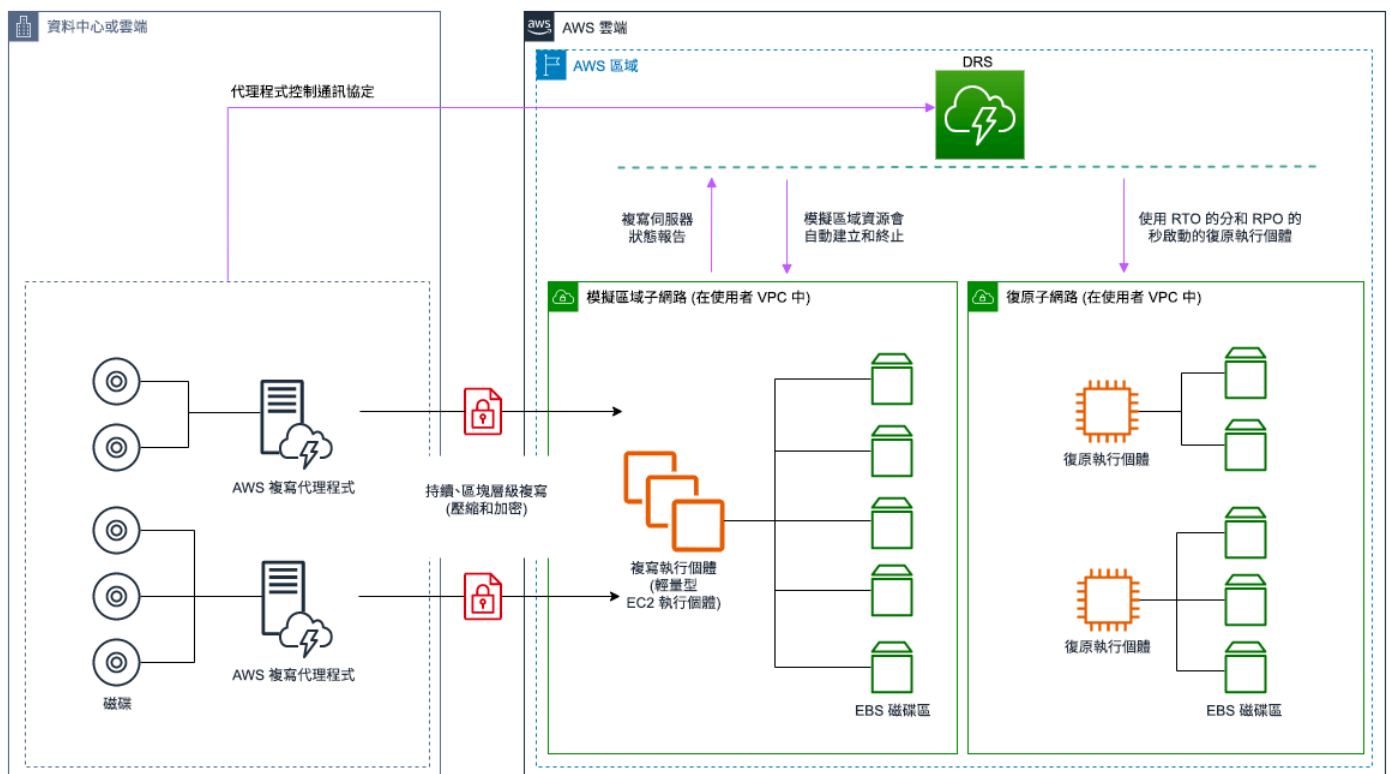 資料中心或雲端
aws
AWS 雲端
AWS 區域
DRS
代理程式控制通訊協定
複寫伺服器
狀態報告
模擬區域資源會
自動建立和終止
使用 RTO 的分和 RPO 的
秒啟動的復原執行個體
模擬區域子網路 (在使用者 VPC 中)
復原子網路 (在使用者 VPC 中)
AWS 複寫代理程式
持續、區塊層級複寫
(壓縮和加密)
復原執行個體
複寫執行個體
(輕量型
EC2 執行個體)
AWS 複寫代理程式
復原執行個體
磁碟
EBS 磁碟區
EBS 磁碟區